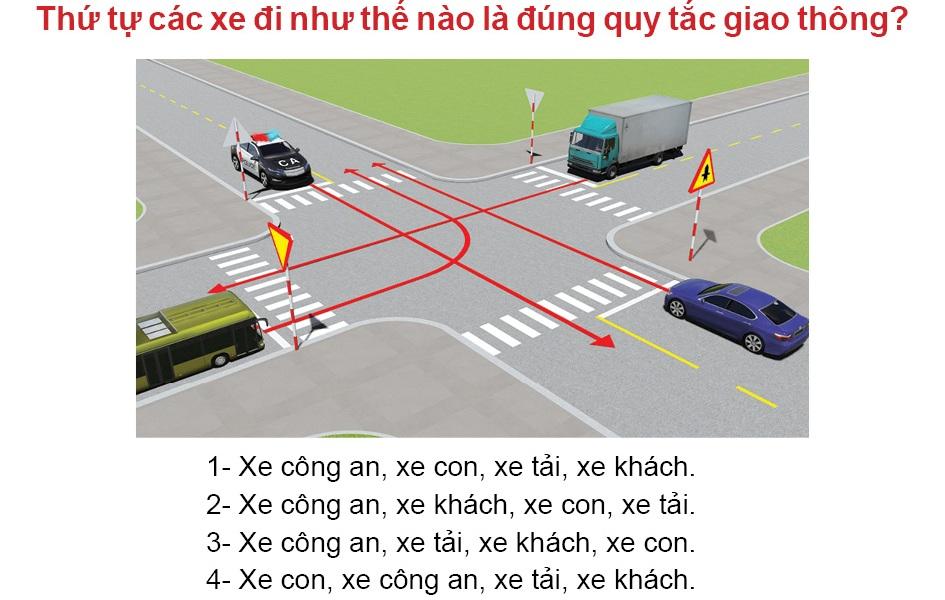 Thứ tự các xe đi như thế nào là đúng quy tắc giao thông?
CA
1- Xe công an, xe con, xe tải, xe khách.
2- Xe công an, xe khách, xe con, xe tải.
3- Xe công an, xe tải, xe khách, xe con.
4- Xe con, xe công an, xe tải, xe khách.